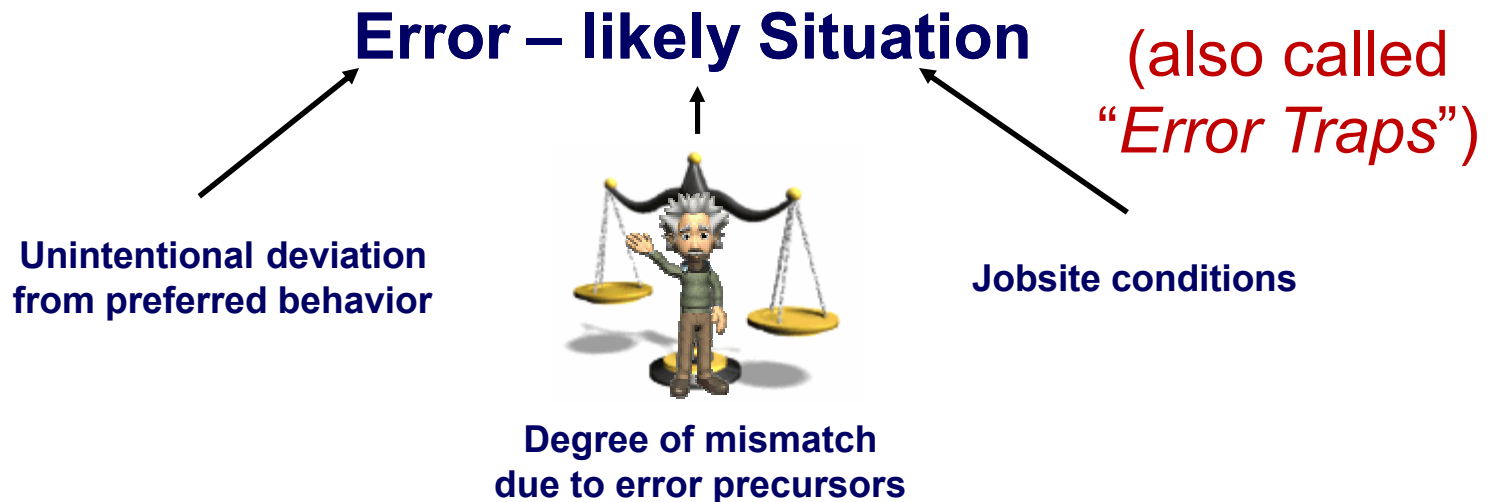 Error – likely Situation
(also called
“Error Traps”)
Unintentional deviation
from preferred behavior
Jobsite conditions
Degree of mismatch
due to error precursors